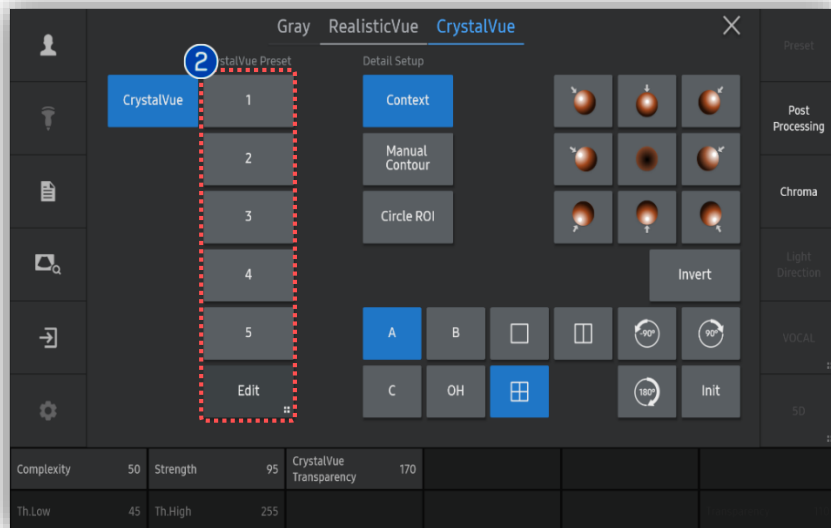 Gray RealisticVue CrystalVue
2
stalVue Preset
Detail Setup
Preset
CrystalVue
1
Context
Post
Processing
2
Manual
Contour
Chroma
3
Circle ROI
Light
Direction
4
Invert
5
A
B
-90°
90°
VOCAL
Edit
C
OH
180°
Init
5D
Complexity 50
Strength 95
CrystalVue
Transparency 170
Th.Low 45
Th.High 255